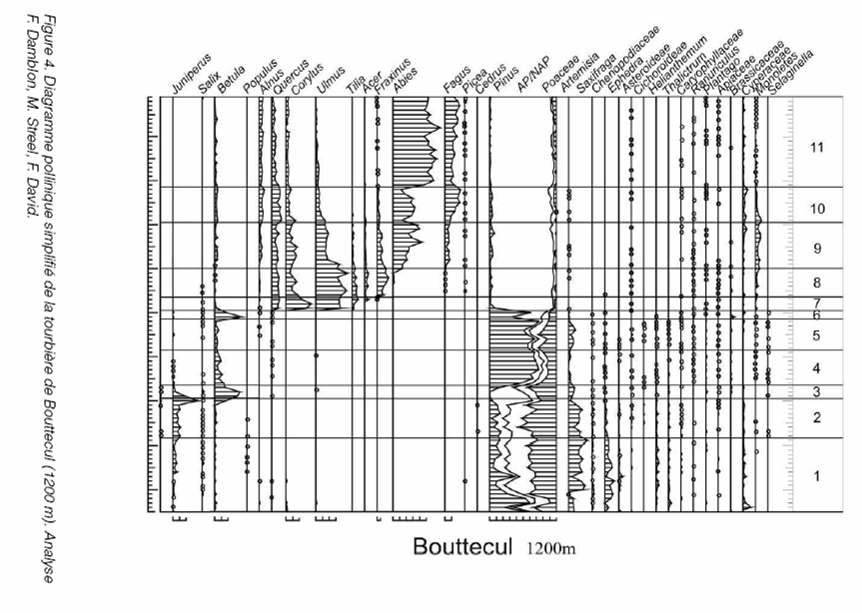 Juniperus
Salix
Betula
Populus
Alnus
Quercus
Corylus
Ulmus
Tilia
Acer
Fraxinus
Abies
Fagus
Picea
Cedrus
Pinus
AP/NAP
Poaceae
Artemisia
Saxifraga
Chenopodiaceae
Ephedra
Asteroideae
Cichorioideae
Helianthemum
Thalictrum
Caryophyllaceae
Ranunculus
Plantago
Apiaceae
Brassicaceae
Cyperaceae
Monoletes
Selaginella
11
10
9
8
7
6
5
4
3
2
1
Bouttecul 1200m
Figure 4. Diagramme pollinique simplifié de la tourbière de Bouttecul (1200 m). Analyse
F. Damblon, M. Streel, F. David.